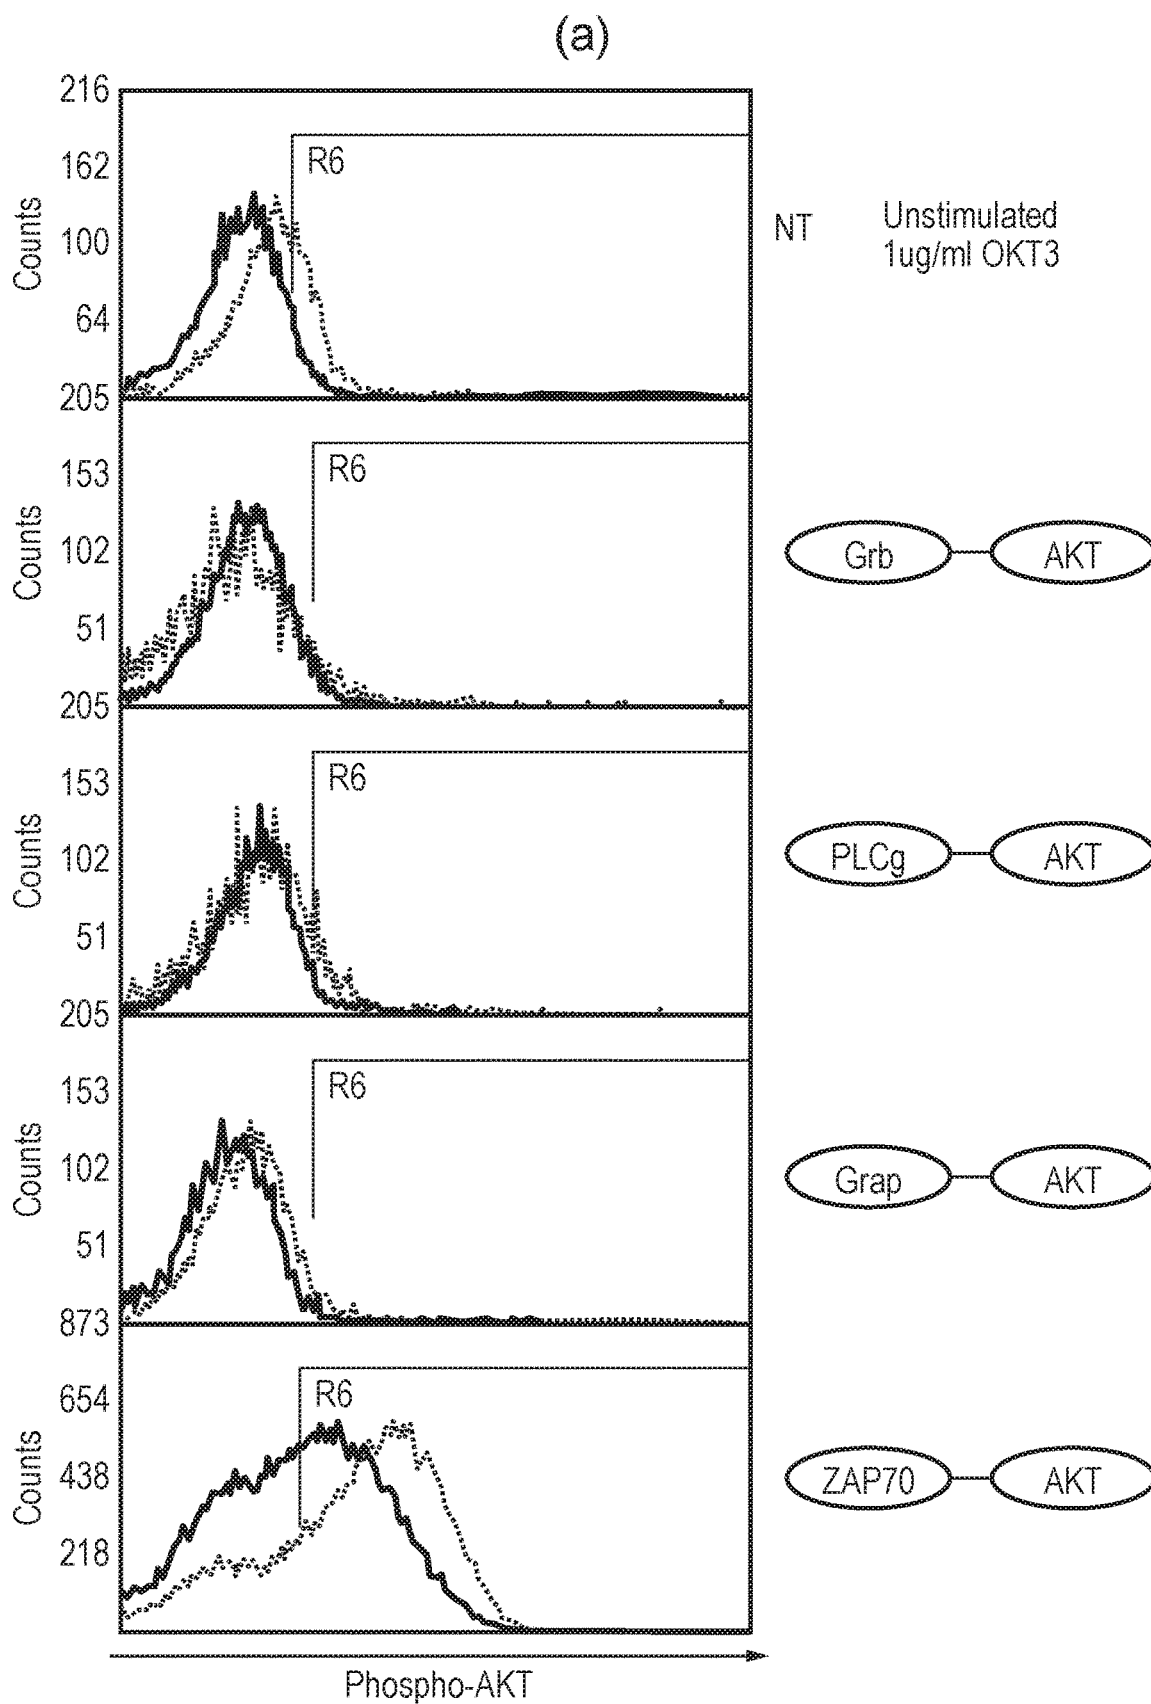 (a)
216
162
100
64
205
Counts
R6
NT
Unstimulated
1ug/ml OKT3
153
102
51
205
Counts
R6
Grb
AKT
153
102
51
205
Counts
R6
PLCg
AKT
153
102
51
873
Counts
R6
Grap
AKT
654
438
218
Counts
R6
ZAP70
AKT
Phospho-AKT